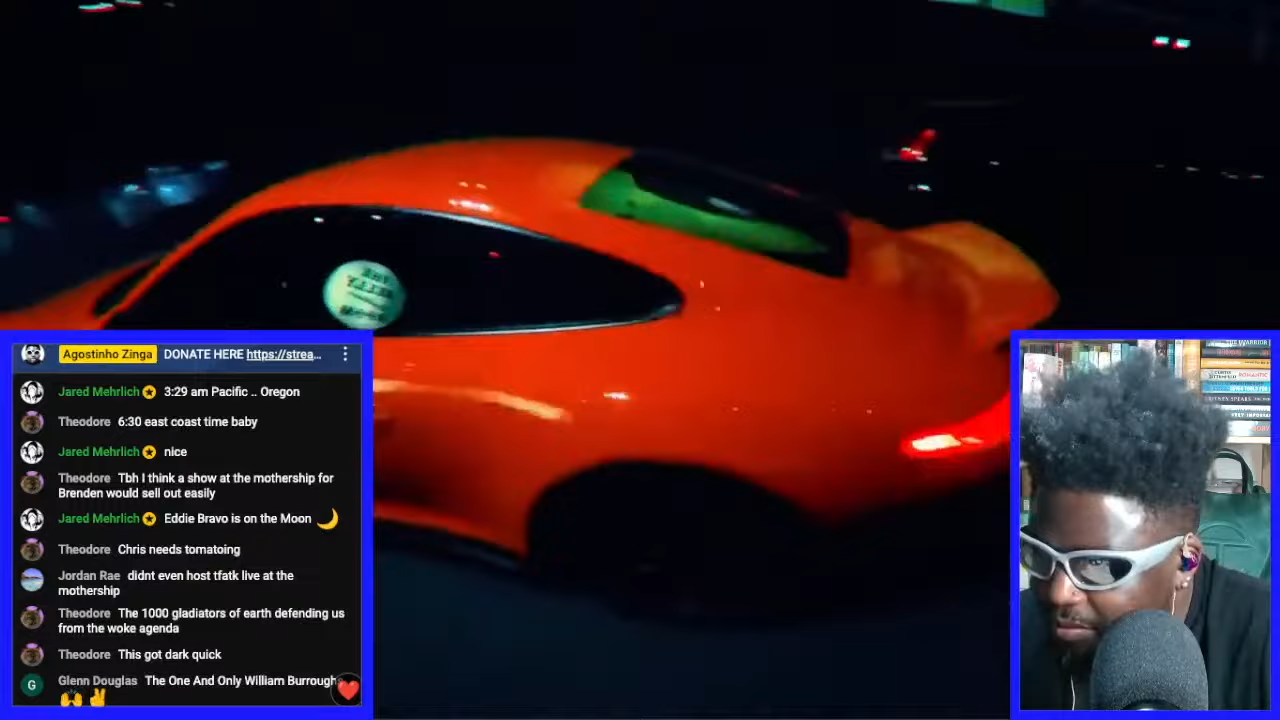 Agostinho Zinga DONATE HERE https://strea...
Jared Mehrlich 3:29 am Pacific .. Oregon
Theodore 6:30 east coast time baby
Jared Mehrlich nice
Theodore Tbh I think a show at the mothership for
Brenden would sell out easily
Jared Mehrlich Eddie Bravo is on the Moon 🌙
Theodore Chris needs tomatoing
Jordan Rae didnt even host tfatk live at the
mothership
Theodore The 1000 gladiators of earth defending us
from the woke agenda
Theodore This got dark quick
G Glenn Douglas The One And Only William Burrough
🙌✌
THE WARRIOR
ROMANTIC